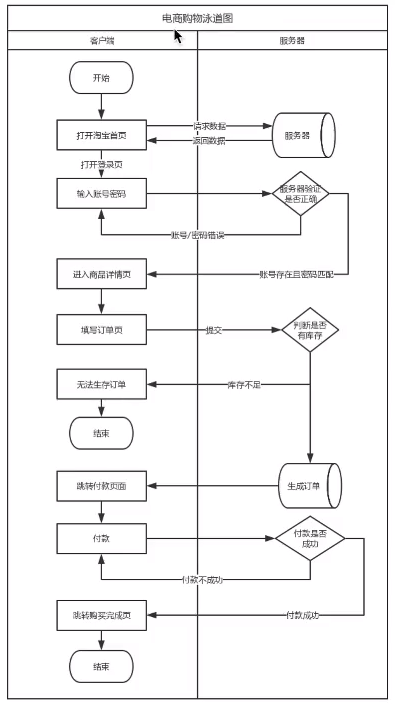 电商购物泳道图
客户端
服务器
开始
打开淘宝首页
请求数据
返回数据
服务器
打开登录页
输入账号密码
服务器验证
是否正确
账号/密码错误
进入商品详情页
账号存在且密码匹配
填写订单页
提交
判断是否
有库存
无法生存订单
库存不足
结束
跳转付款页面
生成订单
付款
付款是否
成功
付款不成功
跳转购买完成页
付款成功
结束